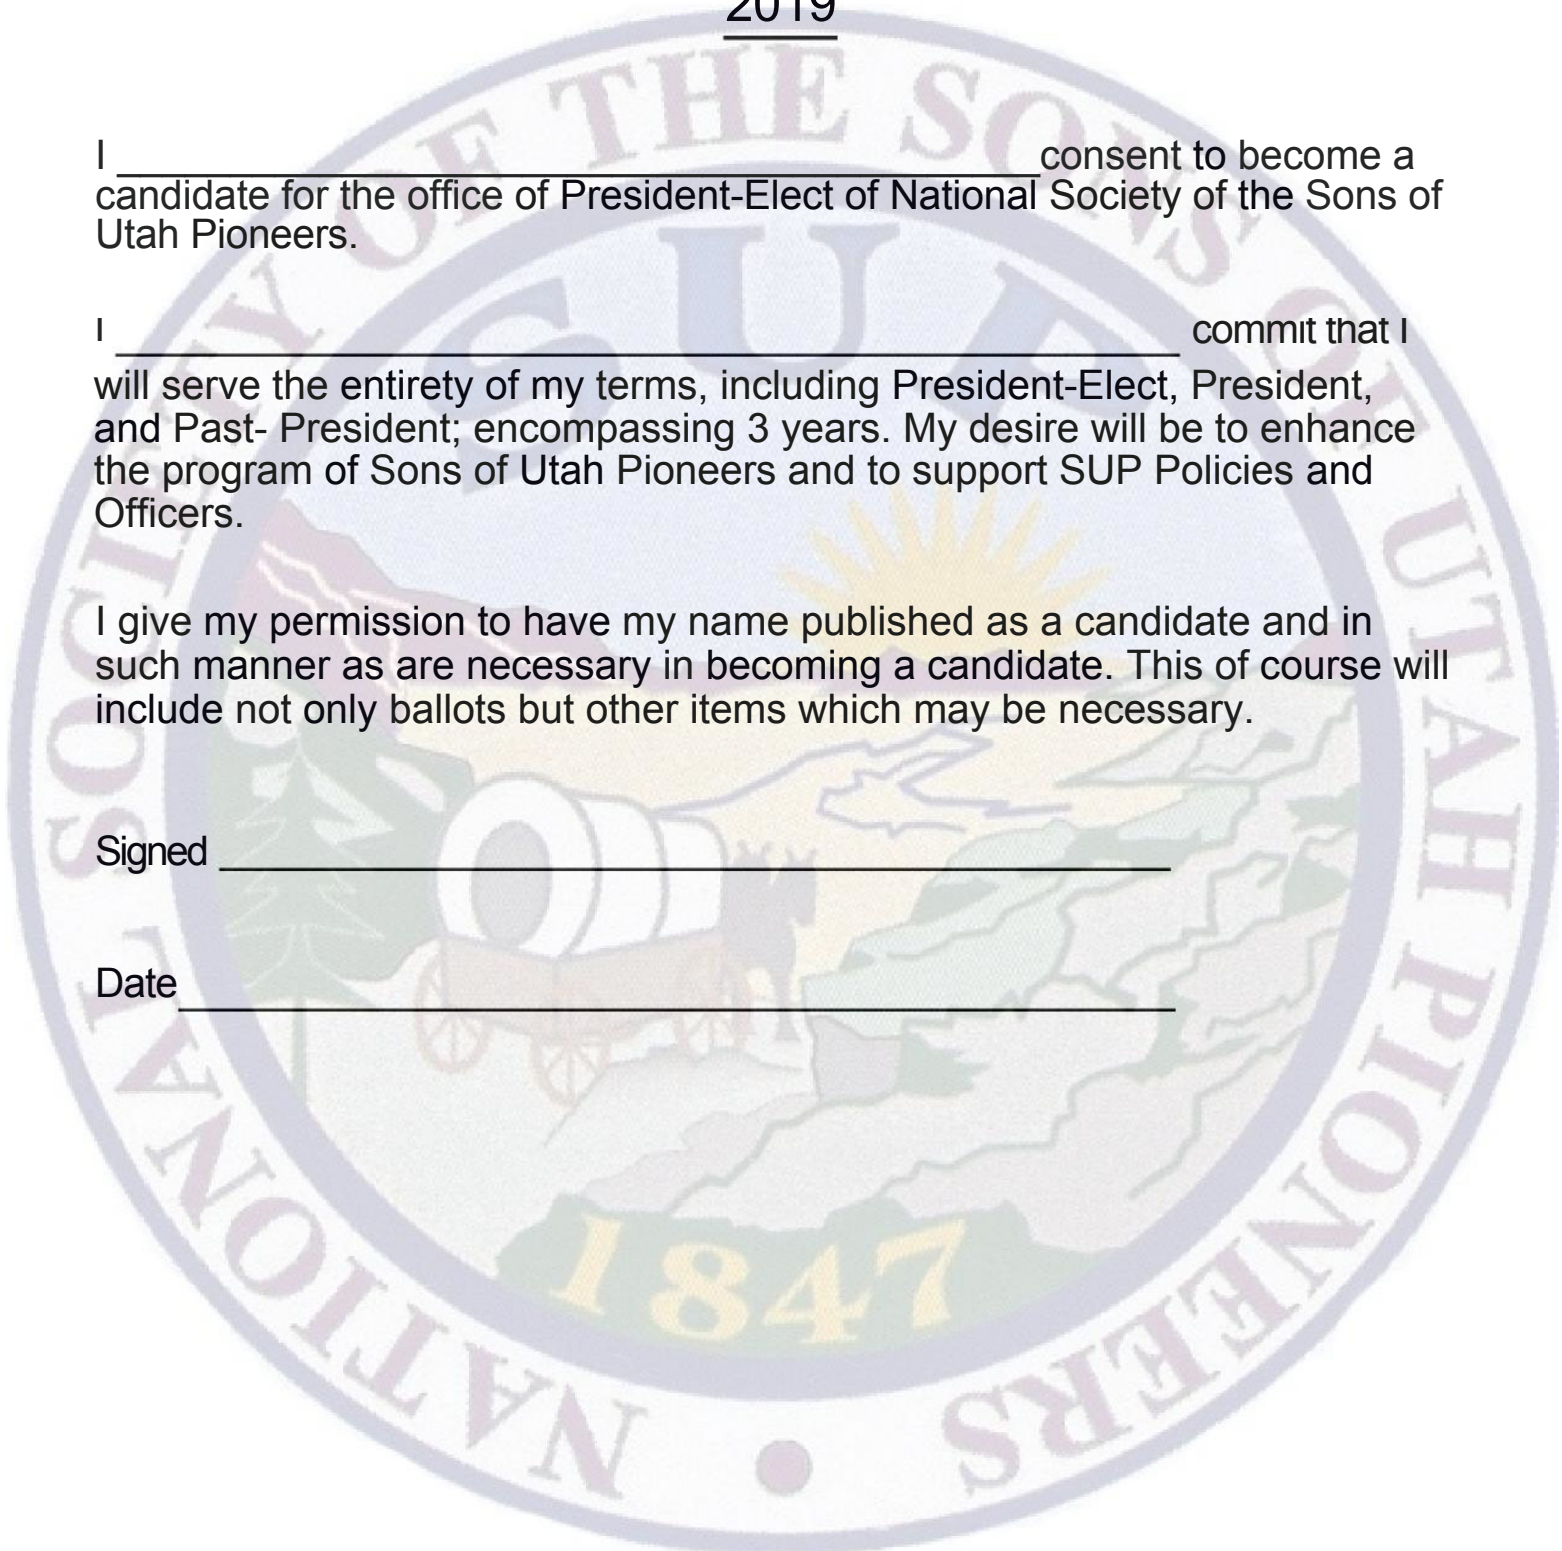 2019
I ______________________ consent to become a
candidate for the office of President-Elect of National Society of the Sons of
Utah Pioneers.
I ______________________ commit that I
will serve the entirety of my terms, including President-Elect, President,
and Past- President; encompassing 3 years. My desire will be to enhance
the program of Sons of Utah Pioneers and to support SUP Policies and
Officers.
I give my permission to have my name published as a candidate and in
such manner as are necessary in becoming a candidate. This of course will
include not only ballots but other items which may be necessary.
Signed ______________________
Date______________________
NATIONAL SOCIETY OF THE SONS OF UTAH PIONEERS
SUP
1847